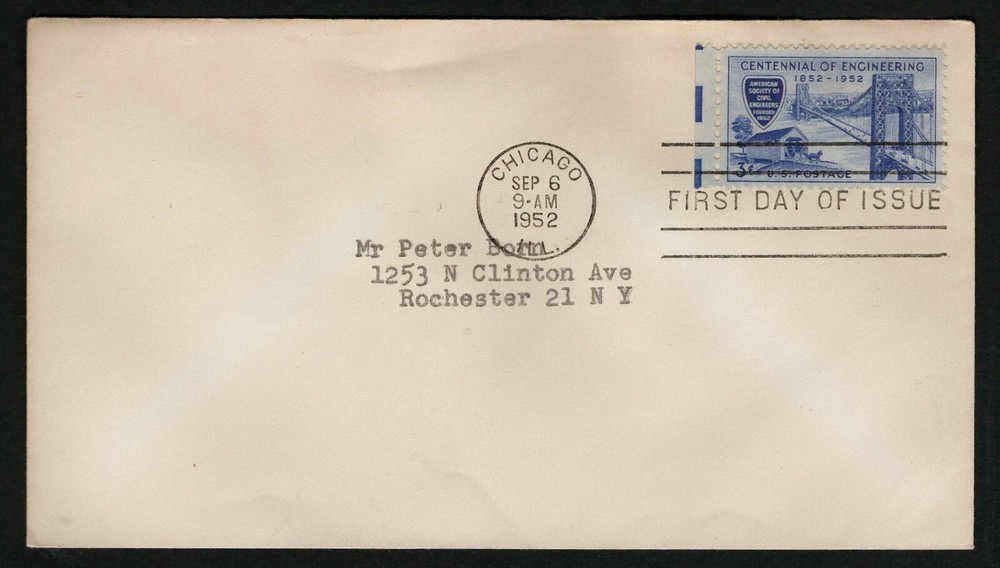 CENTENNIAL OF ENGINEERING
1852-1952
AMERICAN
SOCIETY OF
CIVIL
ENGINEERS
FOUNDED
1852
3¢ U.S. POSTAGE
CHICAGO
SEP 6
9-AM
1952
ILL.
FIRST DAY OF ISSUE
Mr Peter Born
1253 N Clinton Ave
Rochester 21 N Y